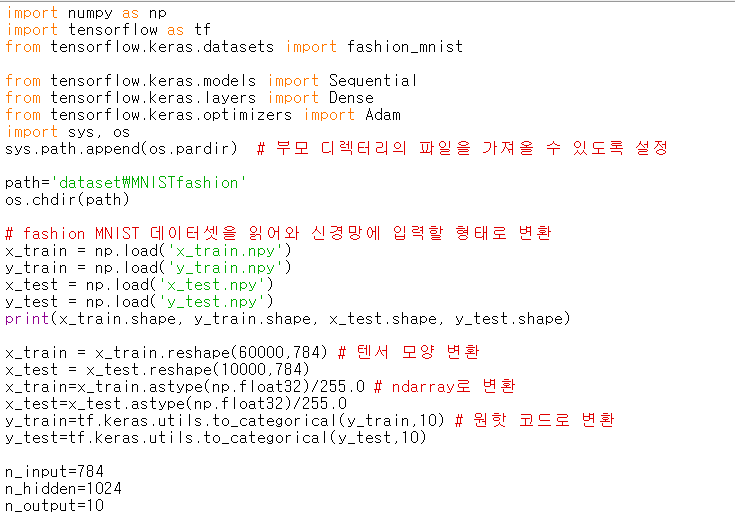 import numpy as np
import tensorflow as tf
from tensorflow.keras.datasets import fashion_mnist
from tensorflow.keras.models import Sequential
from tensorflow.keras.layers import Dense
from tensorflow.keras.optimizers import Adam
import sys, os
sys.path.append(os.pardir)  # 부모 디렉터리의 파일을 가져올 수 있도록 설정
path='dataset₩MNISTfashion'
os.chdir(path)
# fashion MNIST 데이터셋을 읽어와 신경망에 입력할 형태로 변환
x_train = np.load('x_train.npy')
y_train = np.load('y_train.npy')
x_test = np.load('x_test.npy')
y_test = np.load('y_test.npy')
print(x_train.shape, y_train.shape, x_test.shape, y_test.shape)
x_train = x_train.reshape(60000,784) # 텐서 모양 변환
x_test = x_test.reshape(10000,784)
x_train=x_train.astype(np.float32)/255.0 # ndarray로 변환
x_test=x_test.astype(np.float32)/255.0
y_train=tf.keras.utils.to_categorical(y_train,10) # 원핫 코드로 변환
y_test=tf.keras.utils.to_categorical(y_test,10)
n_input=784
n_hidden=1024
n_output=10